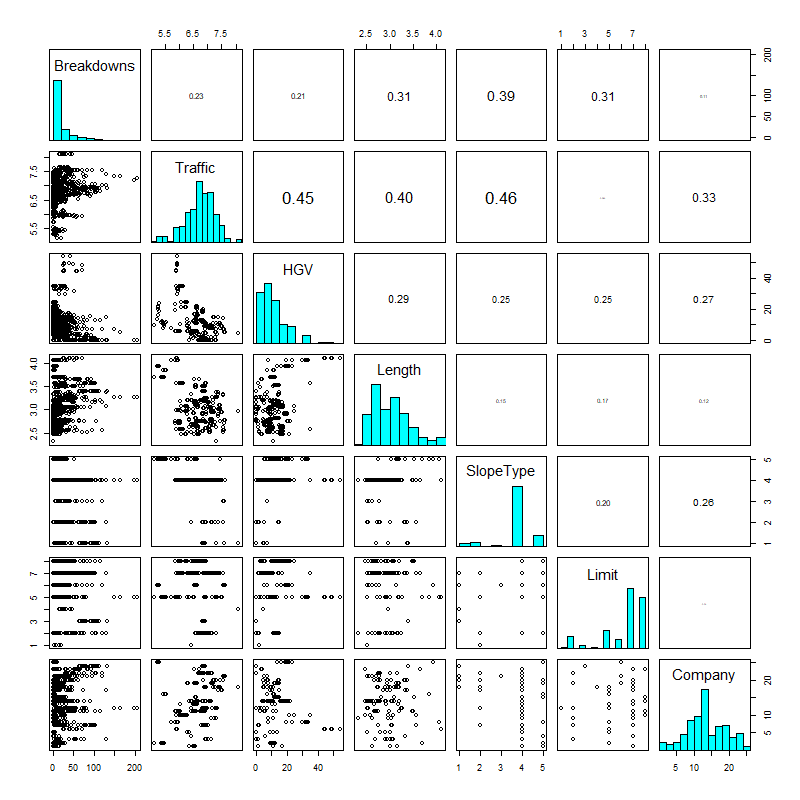 5.5 6.5 7.5 2.5 3.0 3.5 4.0 1 3 5 7
Breakdowns 0.23 0.21 0.31 0.39 0.31 0.11 0 50 100 200
5.5 6.5 7.5 Traffic 0.45 0.40 0.46 0.33
HGV 0.29 0.25 0.25 0.27 0 20 40
2.5 3.0 3.5 4.0 Length 0.15 0.17 0.12
SlopeType 0.20 0.26 1 2 3 4 5
1 3 5 7 Limit
Company 5 10 20
0 50 100 200 0 20 40 1 2 3 4 5 5 10 20